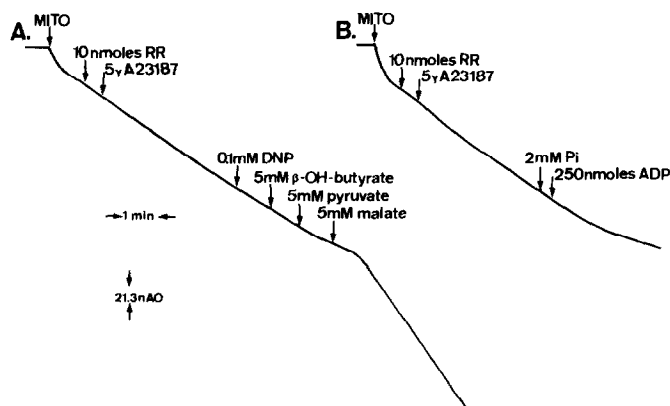 A.
MITO
10nmoles RR
5γA23187
0.1mM DNP
5mM β-OH-butyrate
5mM pyruvate
5mM malate
1 min
21.3nAO
B.
MITO
10nmoles RR
5γA23187
2mM Pi
250nmoles ADP